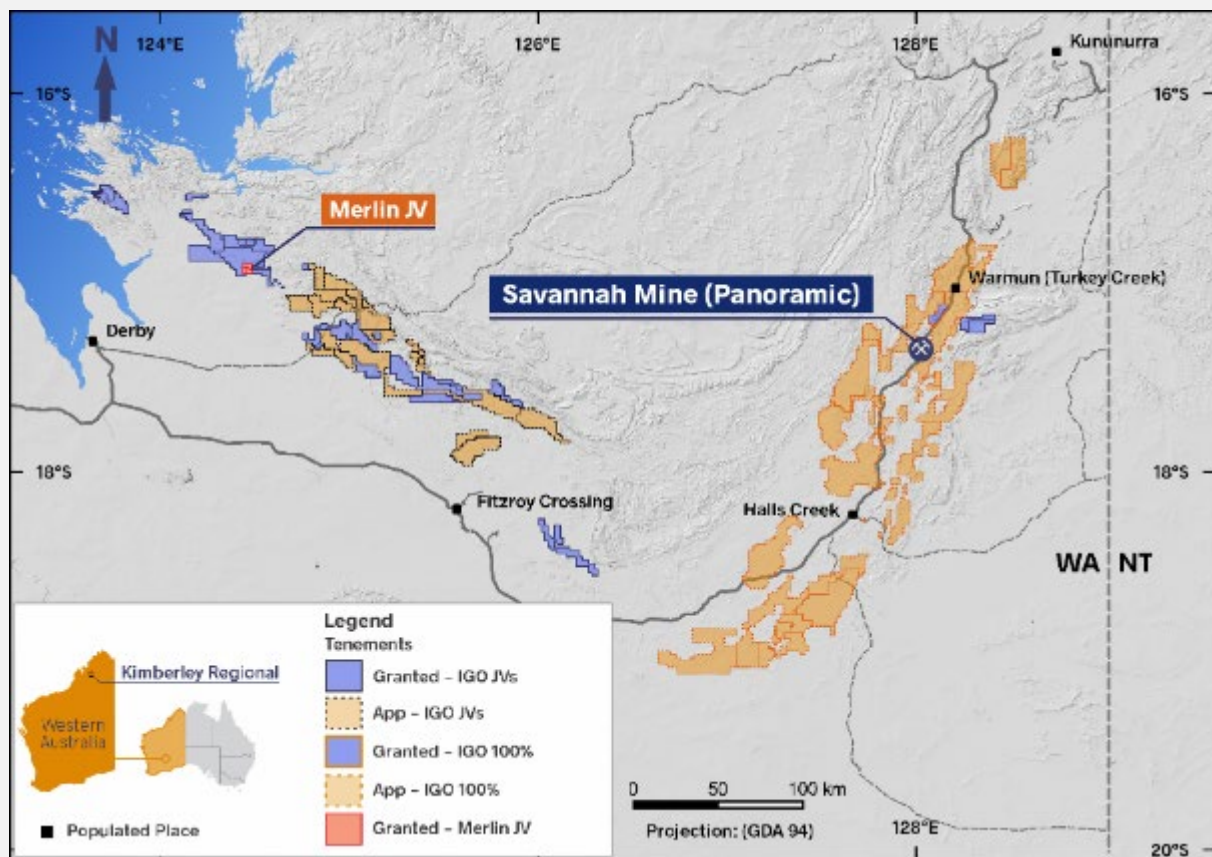 N
124°E
126°E
128°E
Kununurra
16°S
16°S
Merlin JV
Savannah Mine (Panoramic)
Warmun (Turkey Creek)
Derby
18°S
18°S
Fitzroy Crossing
Halls Creek
WA
NT
Legend
Tenements
Granted – IGO JVs
App – IGO JVs
Granted – IGO 100%
App – IGO 100%
Granted – Merlin JV
Kimberley Regional
Western
Australia
Populated Place
0 50 100 km
Projection: (GDA 94)
128°E
20°S